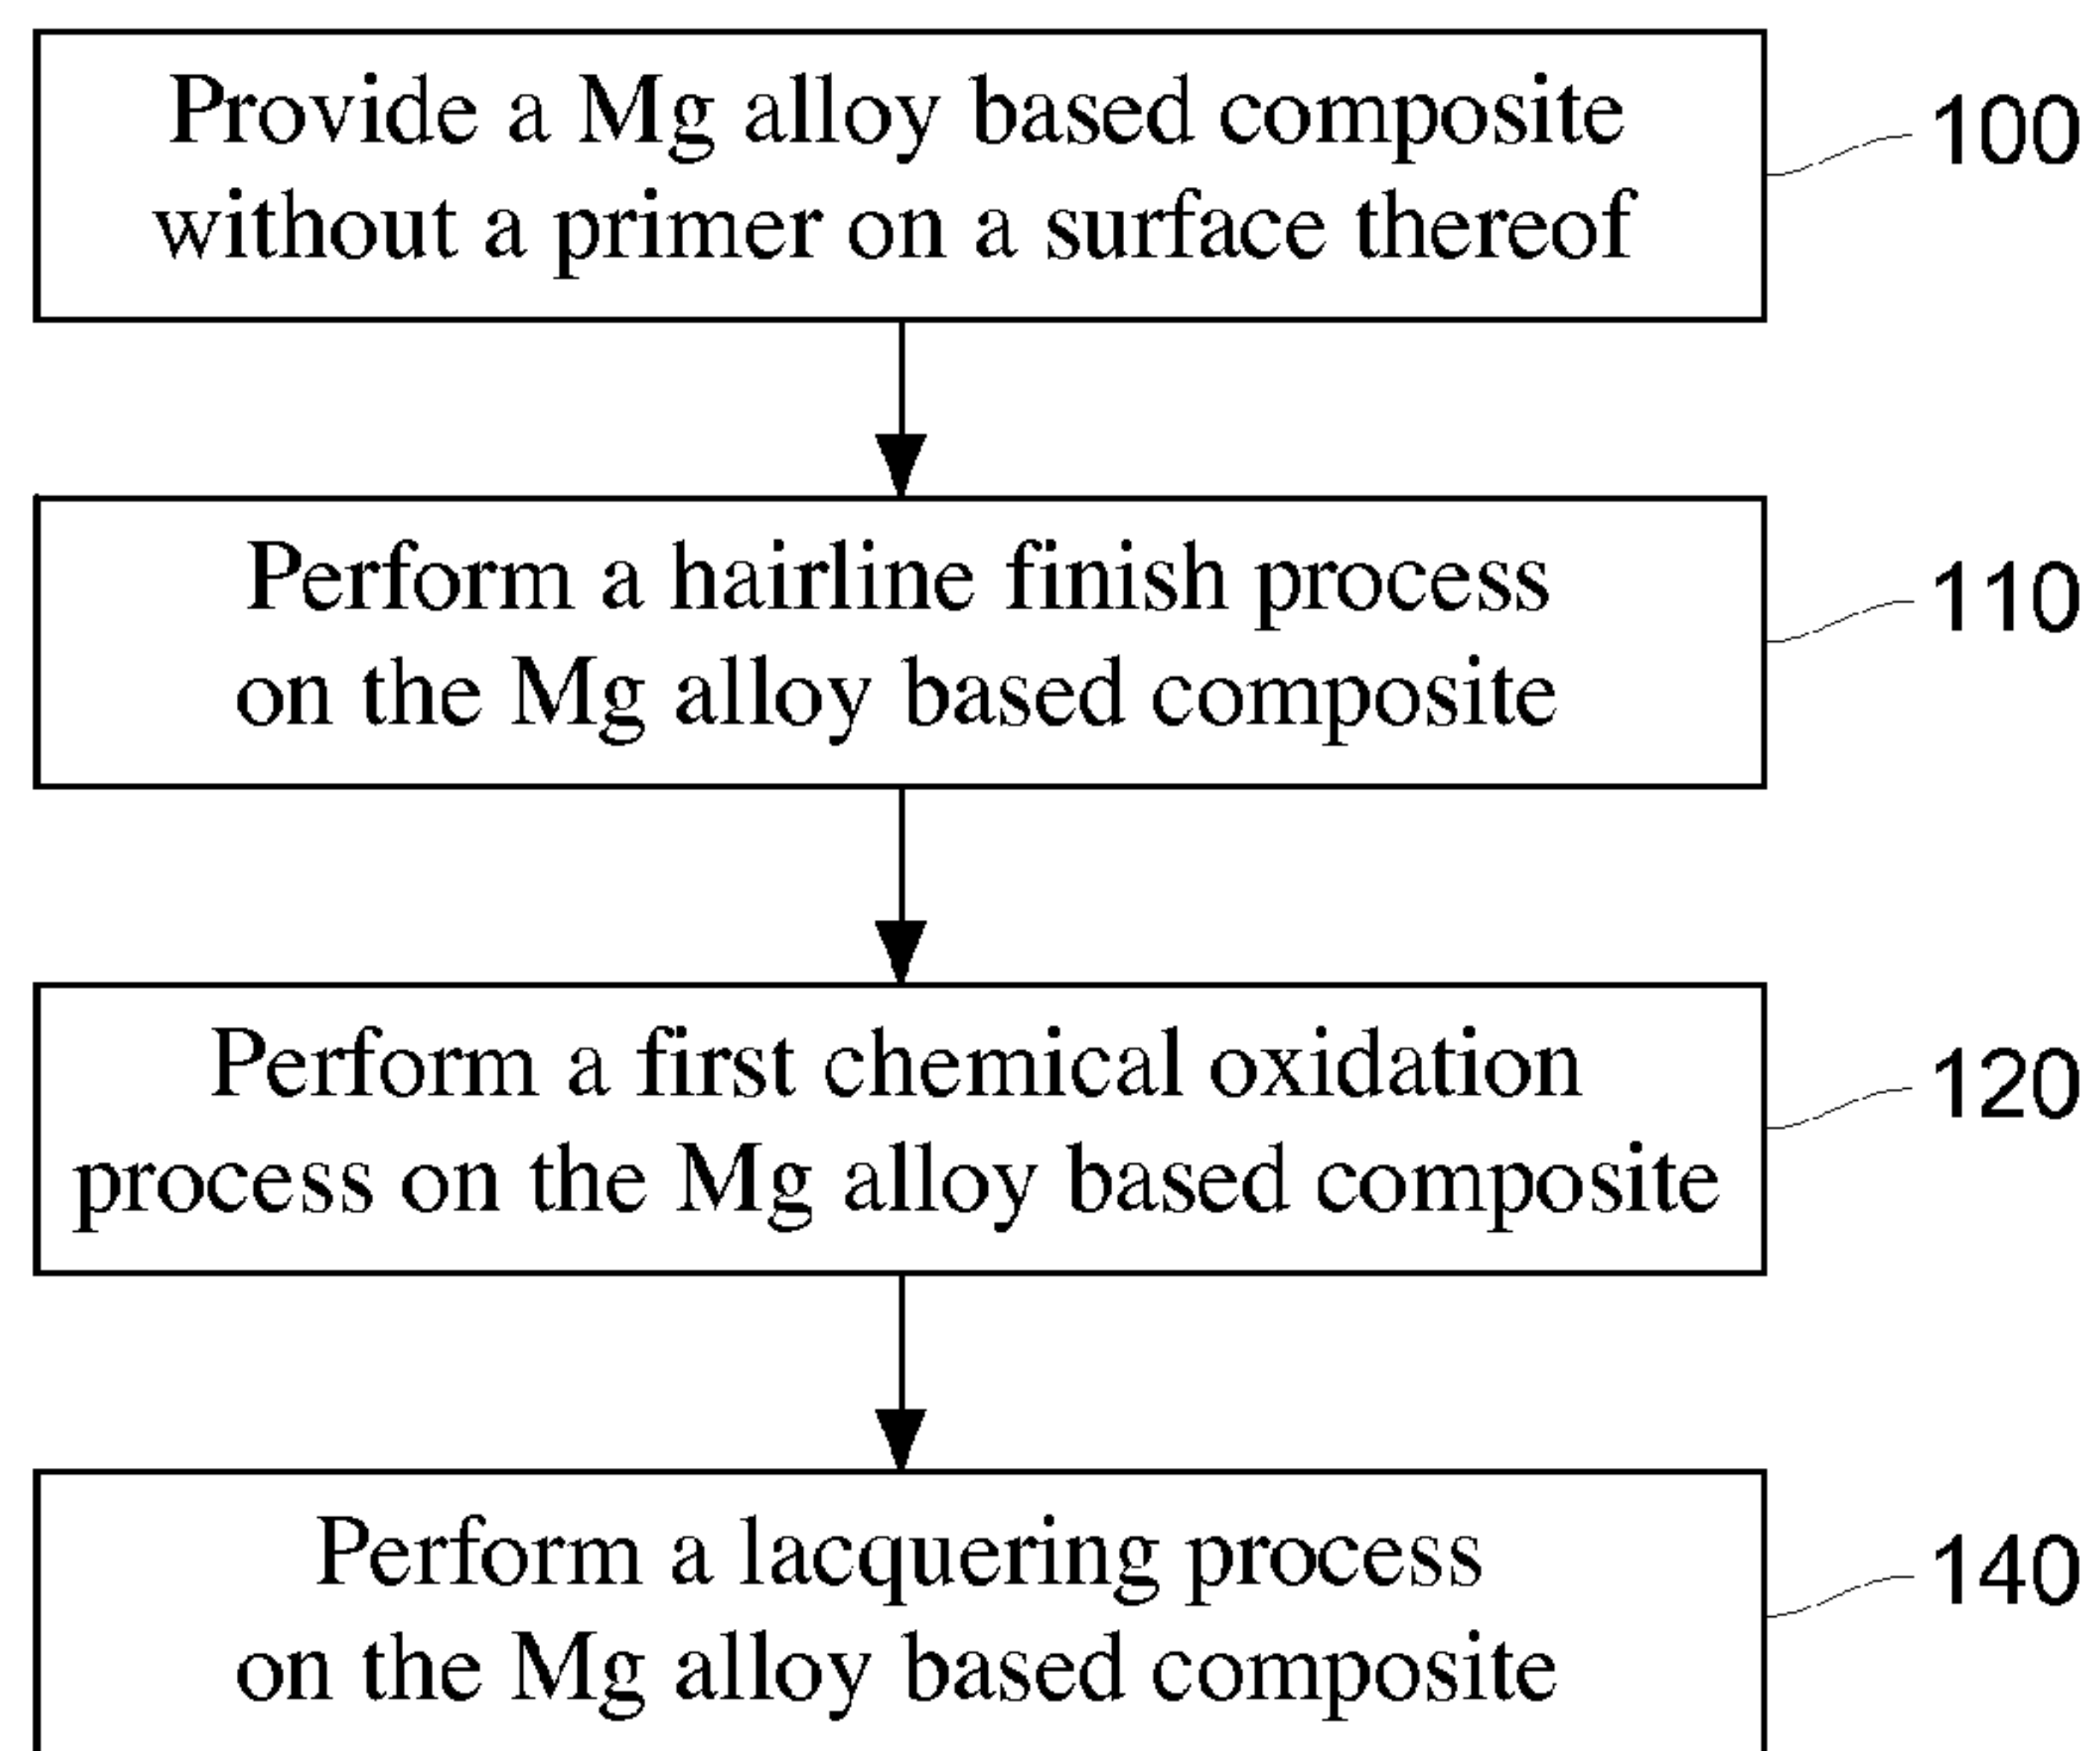 Provide a Mg alloy based composite
without a primer on a surface thereof
100
Perform a hairline finish process
on the Mg alloy based composite
110
Perform a first chemical oxidation
process on the Mg alloy based composite
120
Perform a lacquering process
on the Mg alloy based composite
140